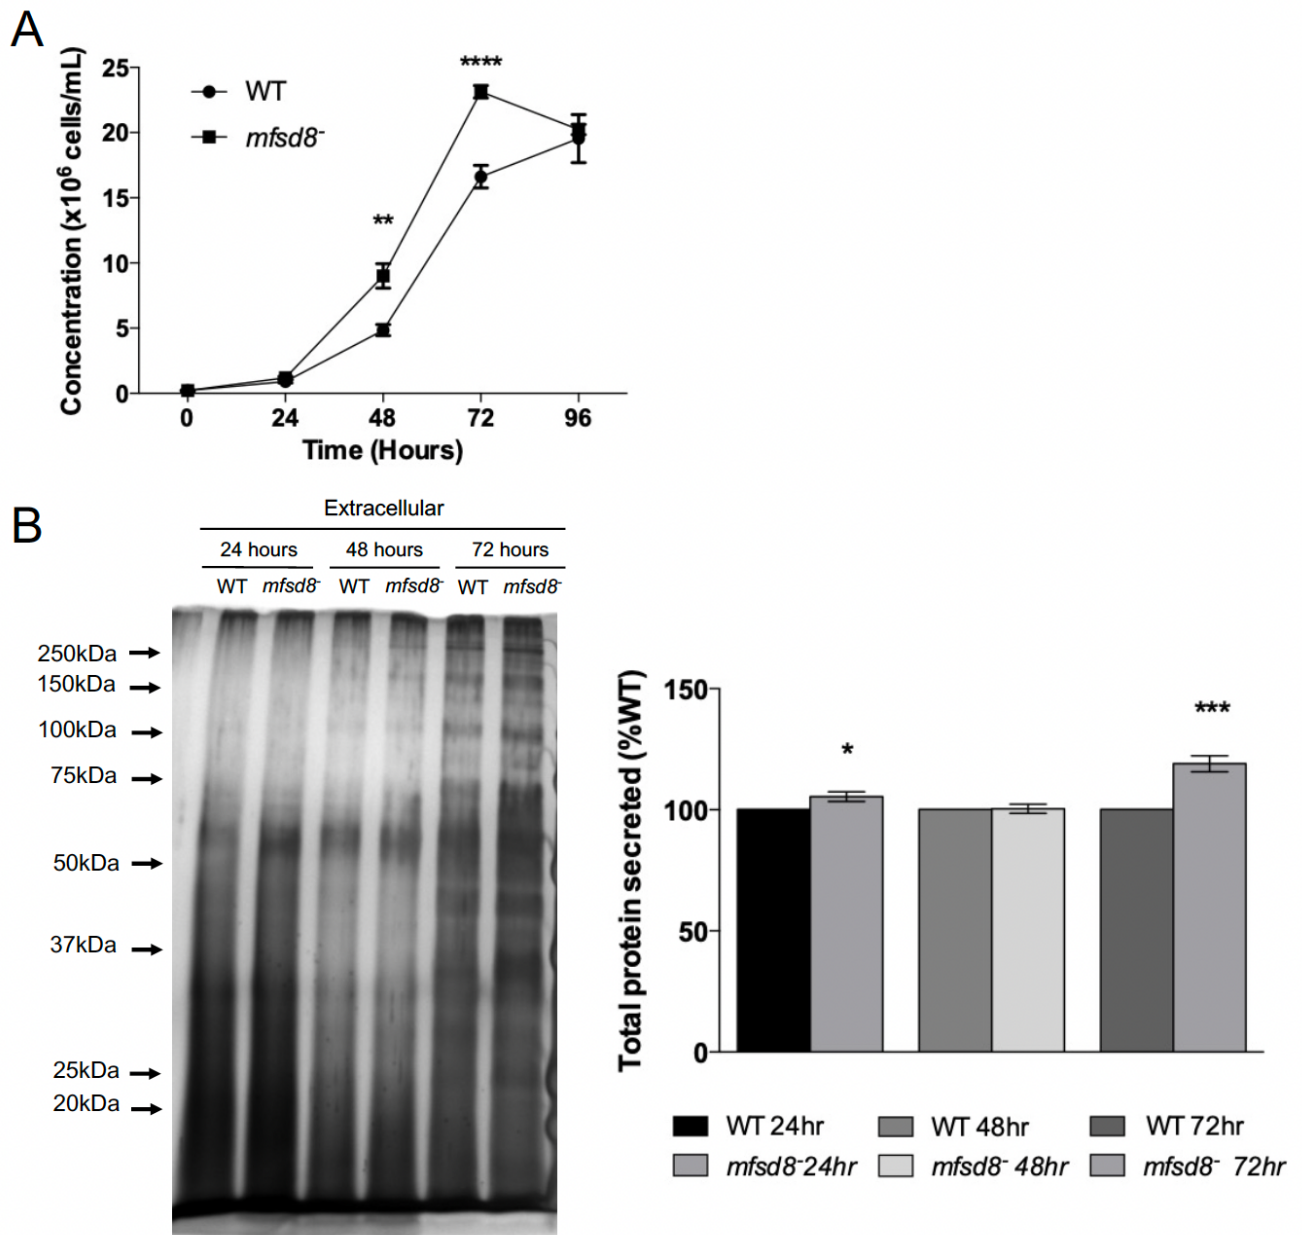 A
Concentration (x10⁶ cells/mL)
25
20
15
10
5
0
WT
mfsd8⁻
**
****
0 24 48 72 96
Time (Hours)
B
Extracellular
24 hours 48 hours 72 hours
WT mfsd8⁻ WT mfsd8⁻ WT mfsd8⁻
250kDa
150kDa
100kDa
75kDa
50kDa
37kDa
25kDa
20kDa
Total protein secreted (%WT)
150
100
50
0
*
***
WT 24hr WT 48hr WT 72hr
mfsd8⁻24hr mfsd8⁻ 48hr mfsd8⁻ 72hr